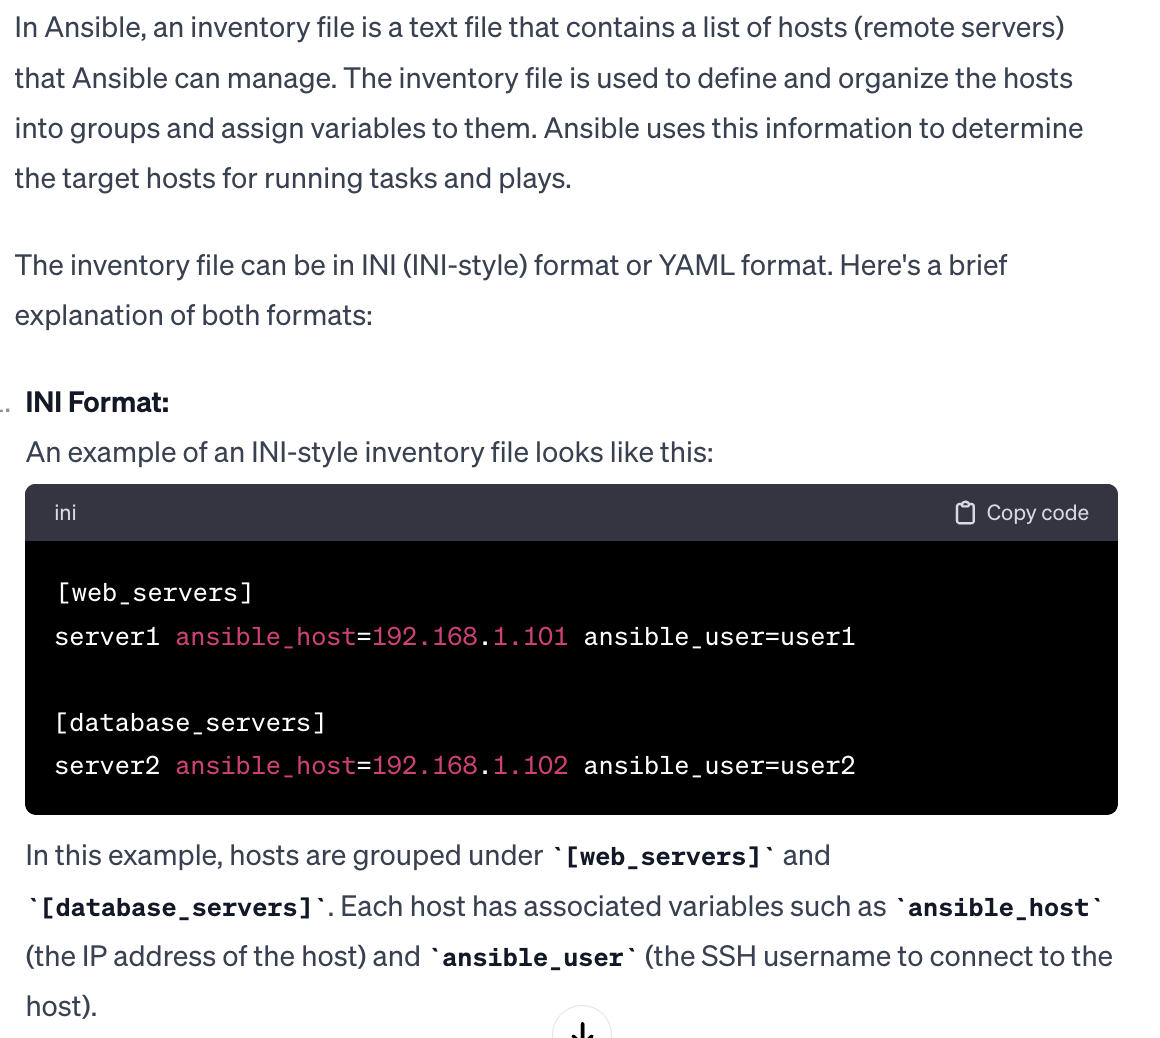 In Ansible, an inventory file is a text file that contains a list of hosts (remote servers)
that Ansible can manage. The inventory file is used to define and organize the hosts
into groups and assign variables to them. Ansible uses this information to determine
the target hosts for running tasks and plays.
The inventory file can be in INI (INI-style) format or YAML format. Here's a brief
explanation of both formats:
INI Format:
An example of an INI-style inventory file looks like this:
ini Copy code
[web_servers]
server1 ansible_host=192.168.1.101 ansible_user=user1
[database_servers]
server2 ansible_host=192.168.1.102 ansible_user=user2
In this example, hosts are grouped under `[web_servers]` and
`[database_servers]`. Each host has associated variables such as `ansible_host`
(the IP address of the host) and `ansible_user` (the SSH username to connect to the
host).